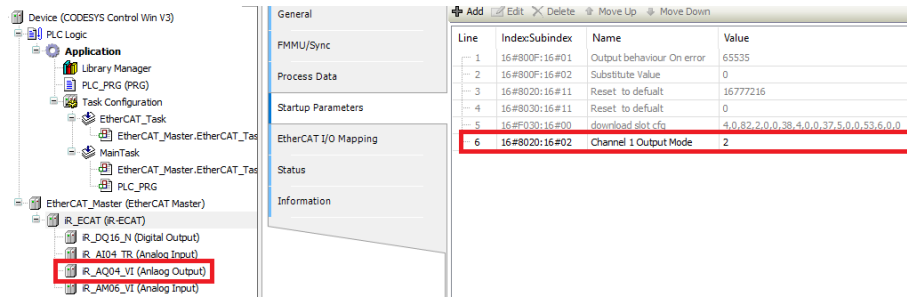 Device (CODESYS Control Win V3)
PLC Logic
Application
Library Manager
PLC_PRG (PRG)
Task Configuration
EtherCAT_Task
EtherCAT_Master.EtherCAT_Tas
MainTask
EtherCAT_Master.EtherCAT_Tas
PLC_PRG
EtherCAT_Master (EtherCAT Master)
iR_ECAT (iR-ECAT)
iR_DQ16_N (Digital Output)
iR_AI04_TR (Analog Input)
iR_AQ04_VI (Anlaog Output)
iR_AM06_VI (Analog Input)
General
FMMU/Sync
Process Data
Startup Parameters
EtherCAT I/O Mapping
Status
Information
Add Edit Delete Move Up Move Down
Line Index:Subindex Name Value
1 16#800F:16#01 Output behaviour On error 65535
2 16#800F:16#02 Substitute Value 0
3 16#8020:16#11 Reset to defualt 16777216
4 16#8030:16#11 Reset to defualt 0
5 16#F030:16#00 download slot cfg 4,0,82,2,0,0,38,4,0,0,37,5,0,0,53,6,0,0
6 16#8020:16#02 Channel 1 Output Mode 2